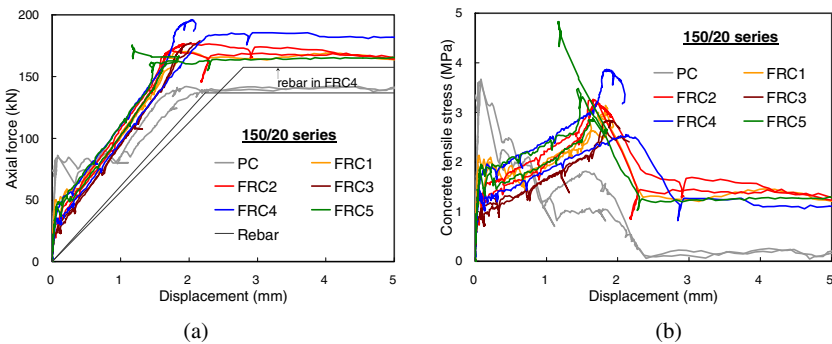 200
150
100
50
0
Axial force (kN)
rebar in FRC4
150/20 series
PC FRC1
FRC2 FRC3
FRC4 FRC5
Rebar
0 1 2 3 4 5
Displacement (mm)
(a)
5
4
3
2
1
0
Concrete tensile stress (MPa)
150/20 series
PC FRC1
FRC2 FRC3
FRC4 FRC5
0 1 2 3 4 5
Displacement (mm)
(b)